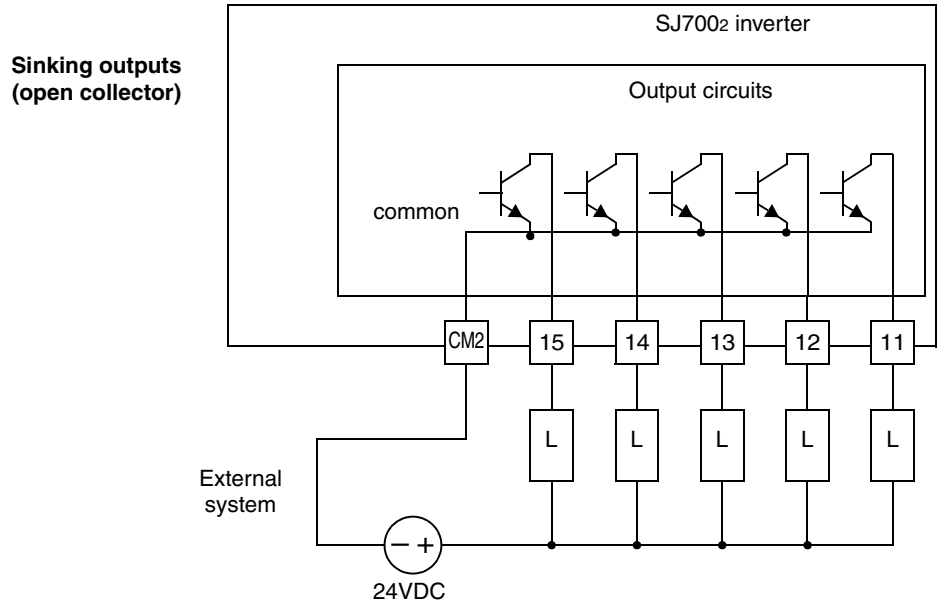 SJ7002 inverter
Sinking outputs
(open collector)
Output circuits
common
CM2
15
14
13
12
11
L
L
L
L
L
External
system
− +
24VDC